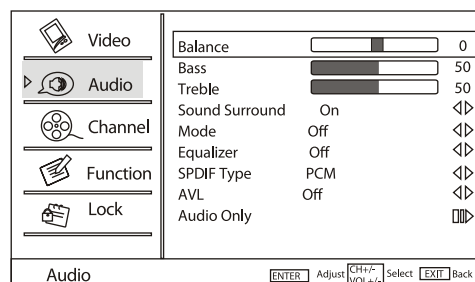 Video
Audio
Channel
Function
Lock
Balance 0
Bass 50
Treble 50
Sound Surround On
Mode Off
Equalizer Off
SPDIF Type PCM
AVL Off
Audio Only
Audio
ENTER Adjust CH+/- VOL+/- Select EXIT Back